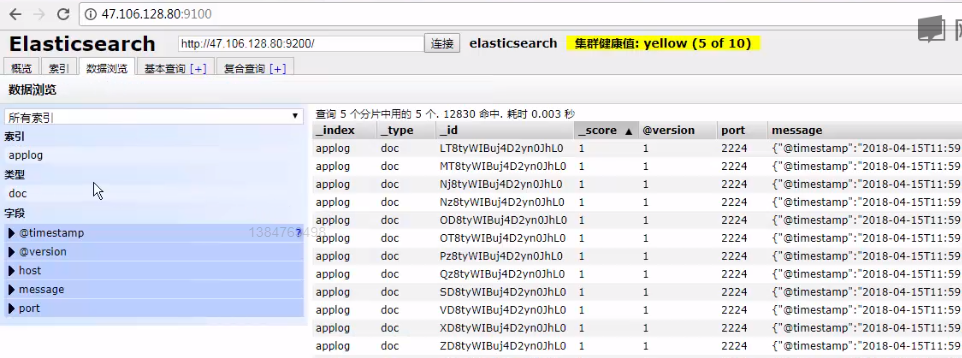 47.106.128.80:9100
Elasticsearch http://47.106.128.80:9200/ 连接 elasticsearch 集群健康值: yellow (5 of 10)
概览 索引 数据浏览 基本查询 [+] 复合查询 [+]
数据浏览
所有索引
索引
applog
类型
doc
字段
@timestamp ?
@version
host
message
port
查询 5 个分片中用的 5 个. 12830 命中. 耗时 0.003 秒
_index _type _id _score ▲ @version port message
applog doc LT8tyWIBuj4D2yn0JhL0 1 1 2224 {"@timestamp":"2018-04-15T11:59
applog doc MT8tyWIBuj4D2yn0JhL0 1 1 2224 {"@timestamp":"2018-04-15T11:59
applog doc Nj8tyWIBuj4D2yn0JhL0 1 1 2224 {"@timestamp":"2018-04-15T11:59
applog doc Nz8tyWIBuj4D2yn0JhL0 1 1 2224 {"@timestamp":"2018-04-15T11:59
applog doc OD8tyWIBuj4D2yn0JhL0 1 1 2224 {"@timestamp":"2018-04-15T11:59
applog doc OT8tyWIBuj4D2yn0JhL0 1 1 2224 {"@timestamp":"2018-04-15T11:59
applog doc Pz8tyWIBuj4D2yn0JhL0 1 1 2224 {"@timestamp":"2018-04-15T11:59
applog doc Qz8tyWIBuj4D2yn0JhL0 1 1 2224 {"@timestamp":"2018-04-15T11:59
applog doc SD8tyWIBuj4D2yn0JhL0 1 1 2224 {"@timestamp":"2018-04-15T11:59
applog doc VD8tyWIBuj4D2yn0JhL0 1 1 2224 {"@timestamp":"2018-04-15T11:59
applog doc XD8tyWIBuj4D2yn0JhL0 1 1 2224 {"@timestamp":"2018-04-15T11:59
applog doc ZD8tyWIBuj4D2yn0JhL0 1 1 2224 {"@timestamp":"2018-04-15T11:59